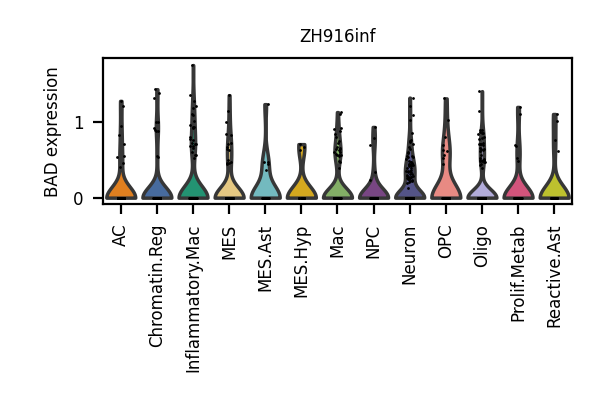 ZH916inf
BAD expression
1
0
AC
Chromatin.Reg
Inflammatory.Mac
MES
MES.Ast
MES.Hyp
Mac
NPC
Neuron
OPC
Oligo
Prolif.Metab
Reactive.Ast